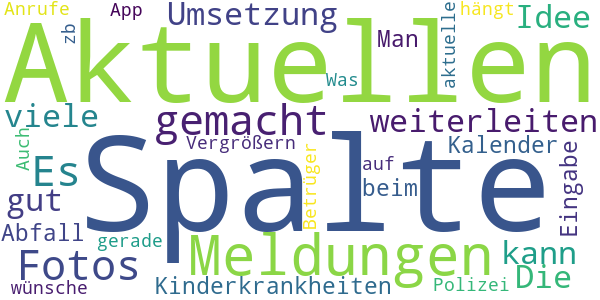 Anrufe
App
Umsetzung
hängt
Idee
zb
Aktuellen
Man
aktuelle
Was
viele
gemacht
weiterleiten
Auch
Es
Spalte
Vergrößern
Kalender
Betrüger
auf
beim
Eingabe
gut
Abfall
gerade
Meldungen
kann
Fotos
Die
wünsche
Kinderkrankheiten
Polizei